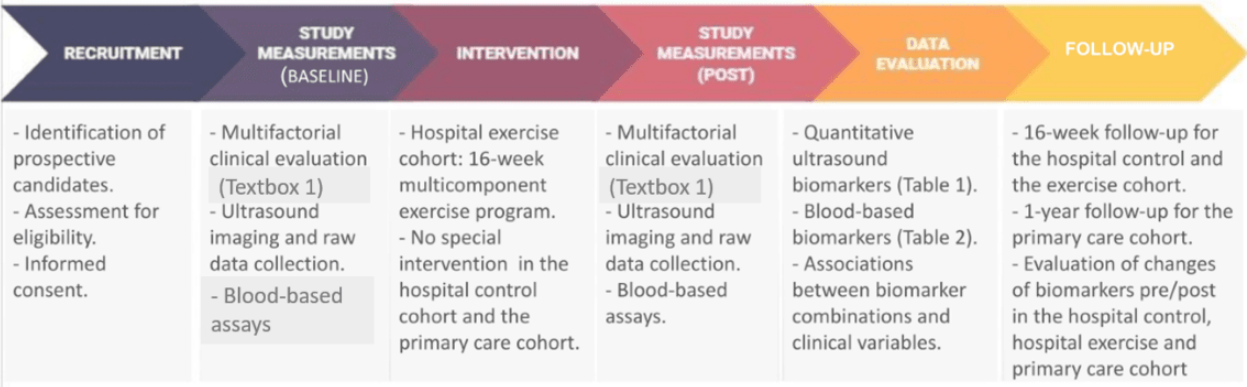 RECRUITMENT
STUDY
MEASUREMENTS
(BASELINE)
INTERVENTION
STUDY
MEASUREMENTS
(POST)
DATA
EVALUATION
FOLLOW-UP
- Identification of
prospective
candidates.
- Assessment for
eligibility.
- Informed
consent.
- Multifactorial
clinical evaluation
(Textbox 1)
- Ultrasound
imaging and raw
data collection.
- Blood-based
assays
- Hospital exercise
cohort: 16-week
multicomponent
exercise program.
- No special
intervention in the
hospital control
cohort and the
primary care cohort.
- Multifactorial
clinical evaluation
(Textbox 1)
- Ultrasound
imaging and raw
data collection.
- Blood-based
assays.
- Quantitative
ultrasound
biomarkers (Table 1).
- Blood-based
biomarkers (Table 2).
- Associations
between biomarker
combinations and
clinical variables.
- 16-week follow-up for
the hospital control and
the exercise cohort.
- 1-year follow-up for the
primary care cohort.
- Evaluation of changes
of biomarkers pre/post
in the hospital control,
hospital exercise and
primary care cohort